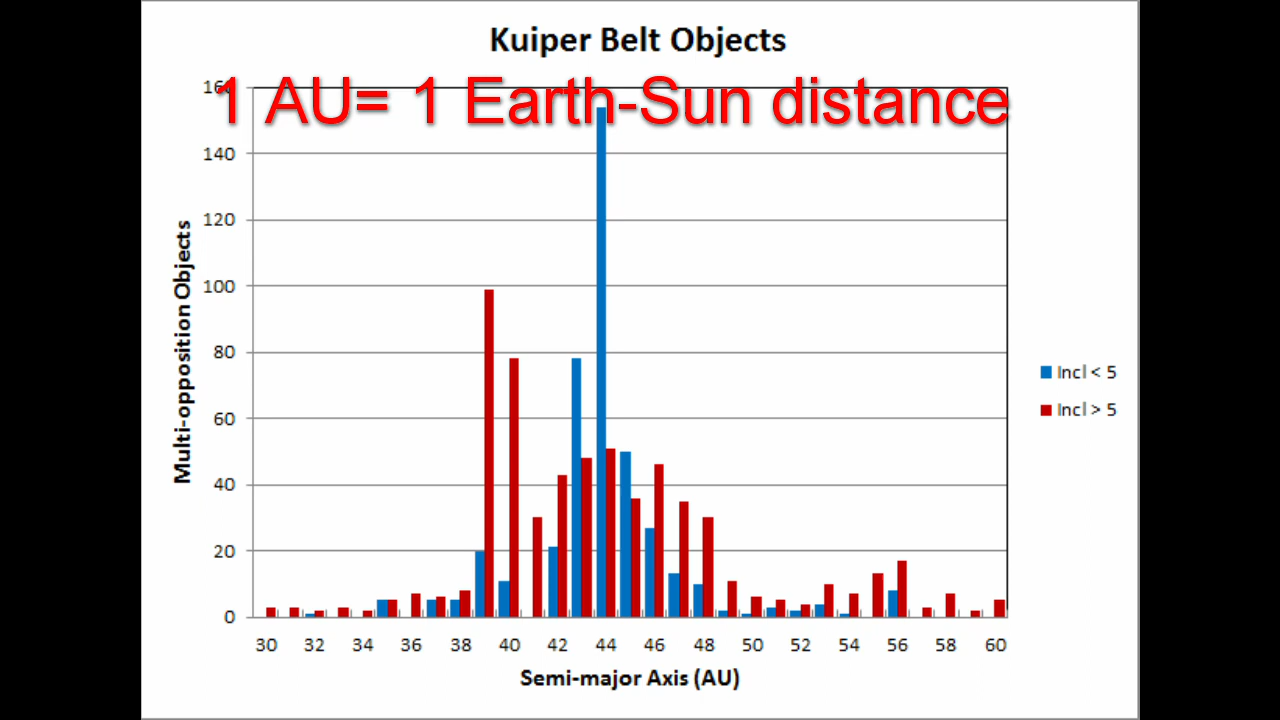 Kuiper Belt Objects
1 AU= 1 Earth-Sun distance
160
140
120
100
80
60
40
20
0
Multi-opposition Objects
Incl < 5
Incl > 5
30 32 34 36 38 40 42 44 46 48 50 52 54 56 58 60
Semi-major Axis (AU)